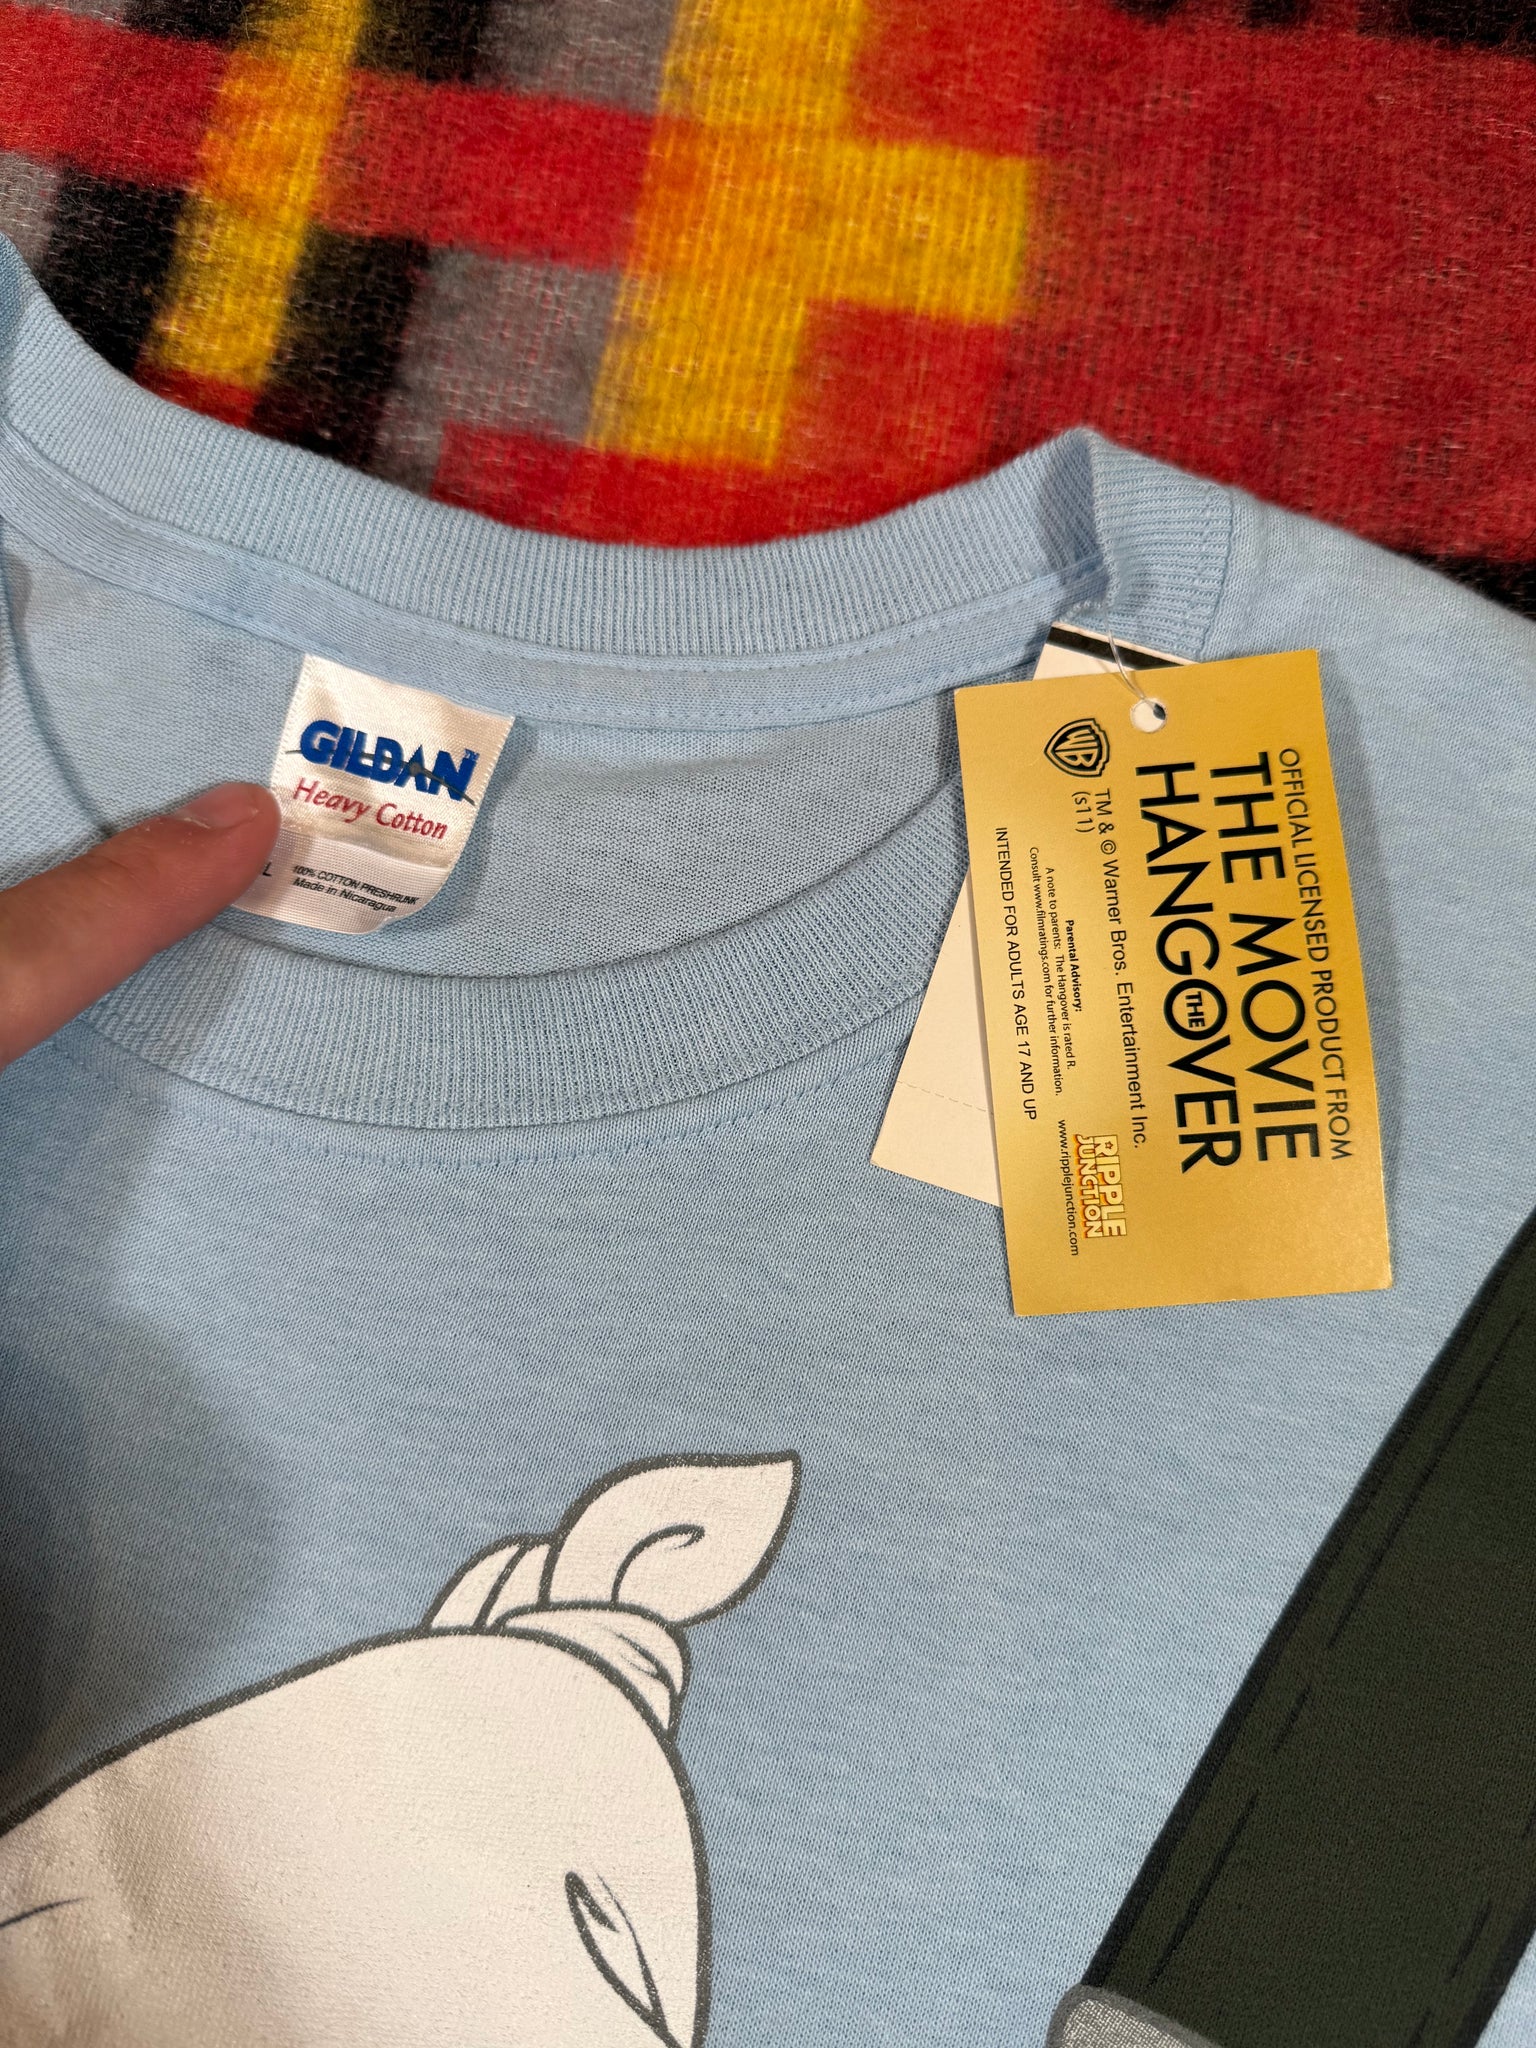 GILDAN™
Heavy Cotton
L
100% COTTON PRESHRUNK
Made in Nicaragua
OFFICIAL LICENSED PRODUCT FROM
THE MOVIE
HANGOVER
THE
WB
TM & © Warner Bros. Entertainment Inc.
(s11)
Parental Advisory:
A note to parents: The Hangover is rated R.
Consult www.filmratings.com for further information.
INTENDED FOR ADULTS AGE 17 AND UP
RIPPLE
JUNCTION
www.ripplejunction.com